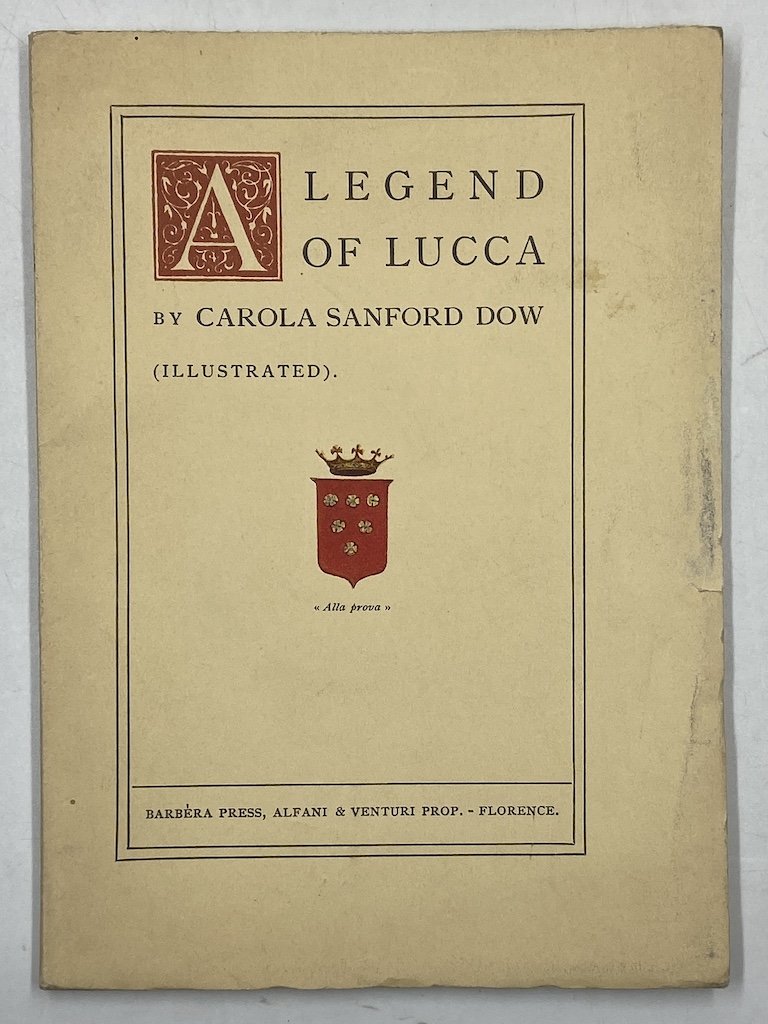 A LEGEND
OF LUCCA
BY CAROLA SANFORD DOW
(ILLUSTRATED).
« Alla prova »
BARBÈRA PRESS, ALFANI & VENTURI PROP. - FLORENCE.